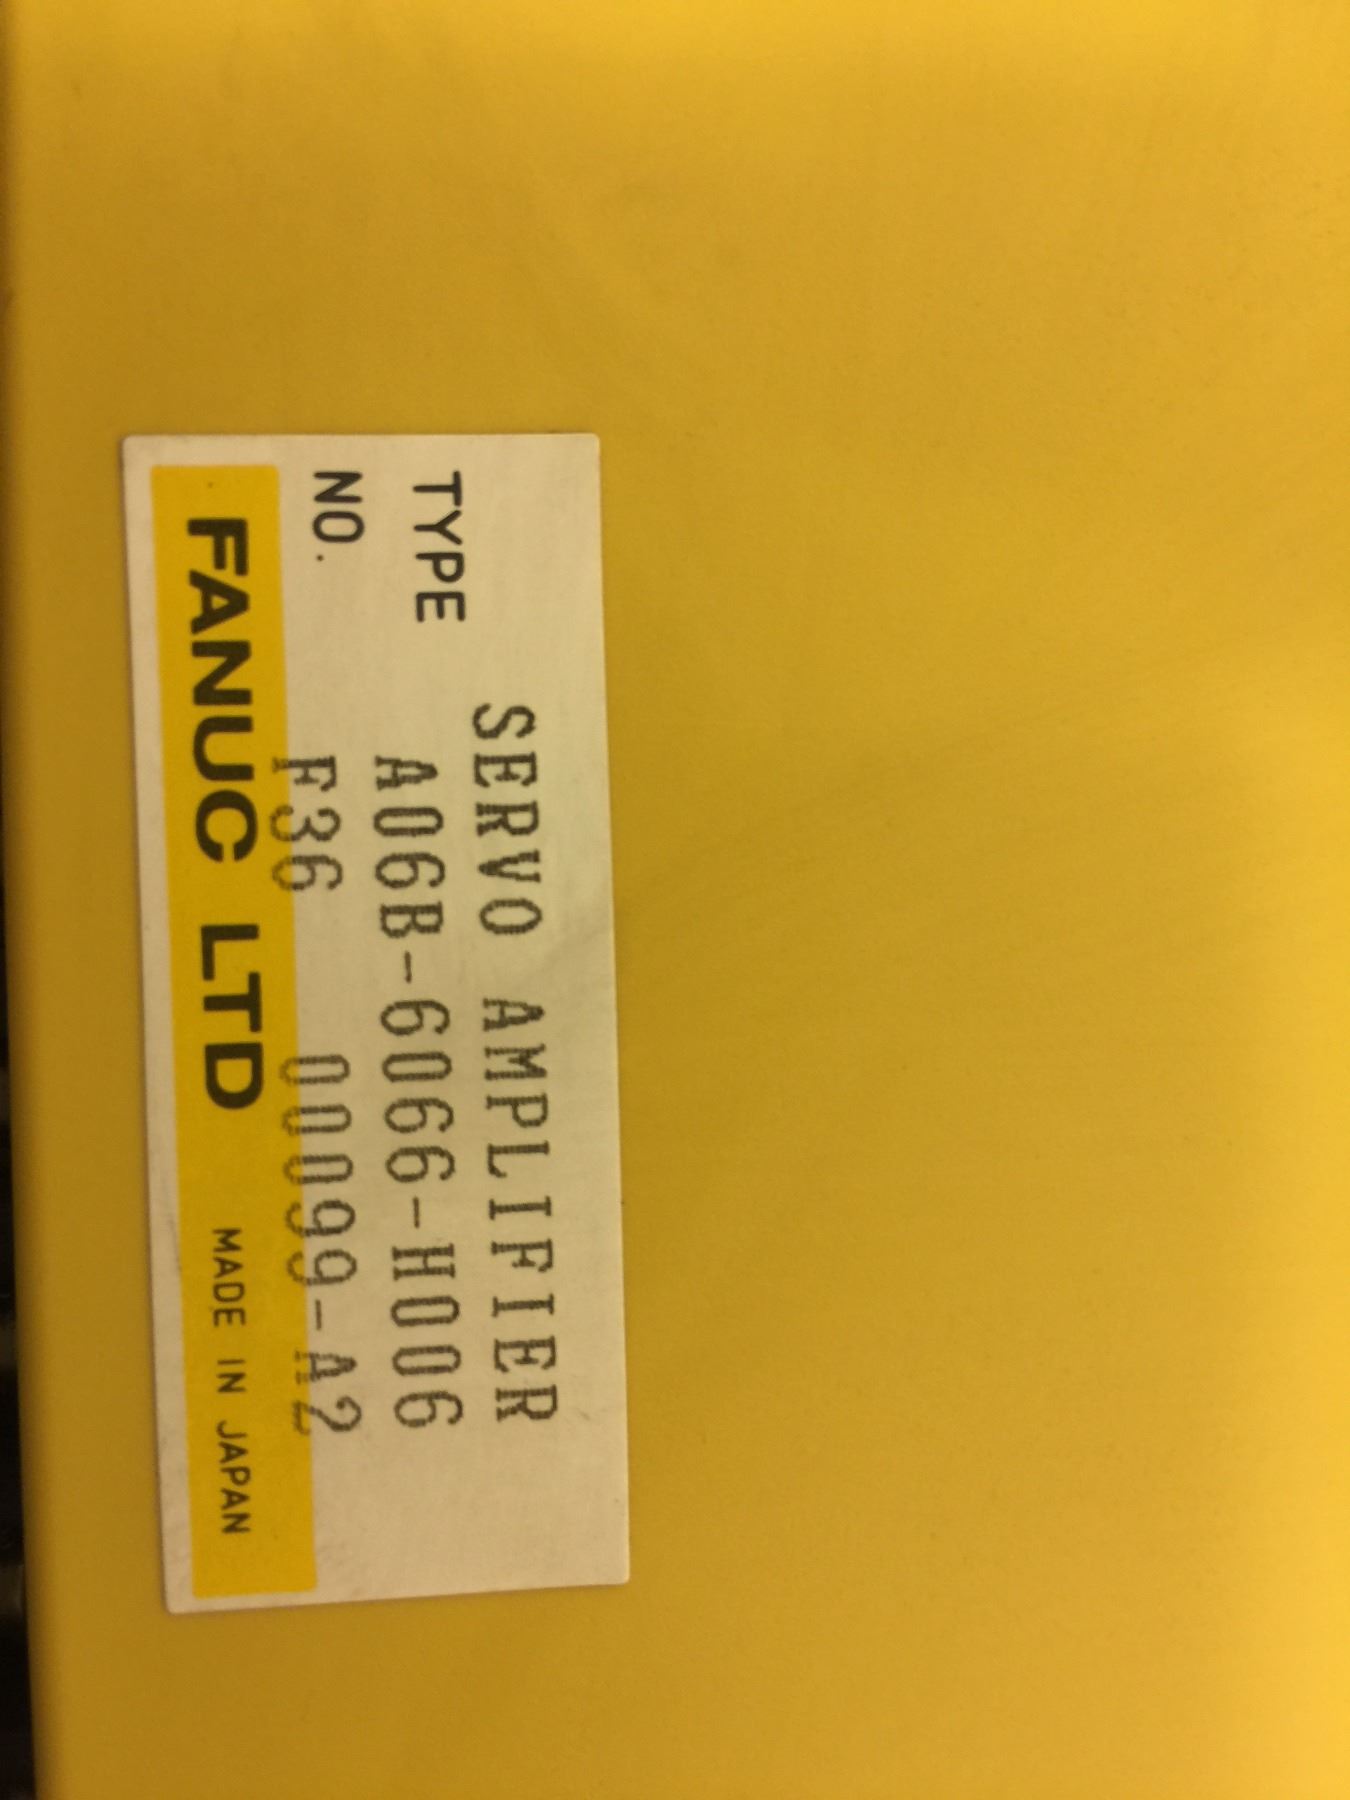 SERVO AMPLIFIER
TYPE A06B-6066-H006
NO. F36 00099-A2
FANUC LTD MADE IN JAPAN